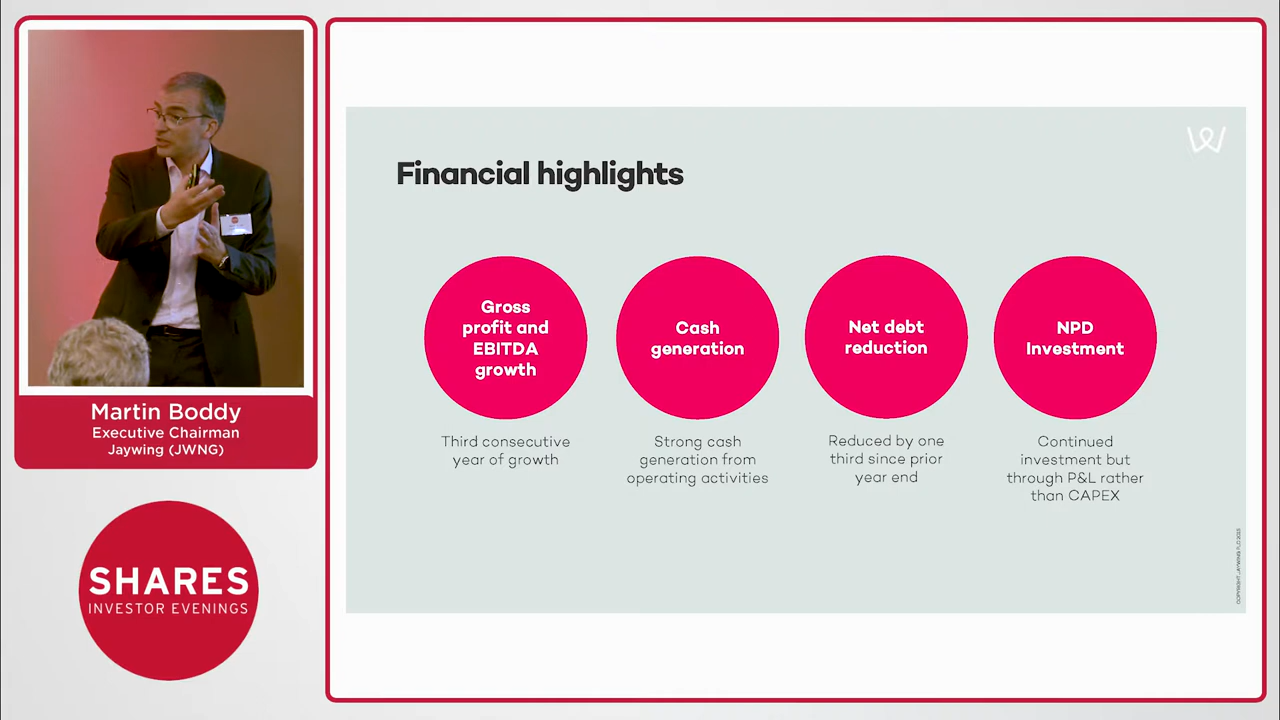 Martin Boddy
Executive Chairman
Jaywing (JWNG)
SHARES
INVESTOR EVENINGS
Financial highlights
Gross
profit and
EBITDA
growth
Third consecutive
year of growth
Cash
generation
Strong cash
generation from
operating activities
Net debt
reduction
Reduced by one
third since prior
year end
NPD
Investment
Continued
investment but
through P&L rather
than CAPEX